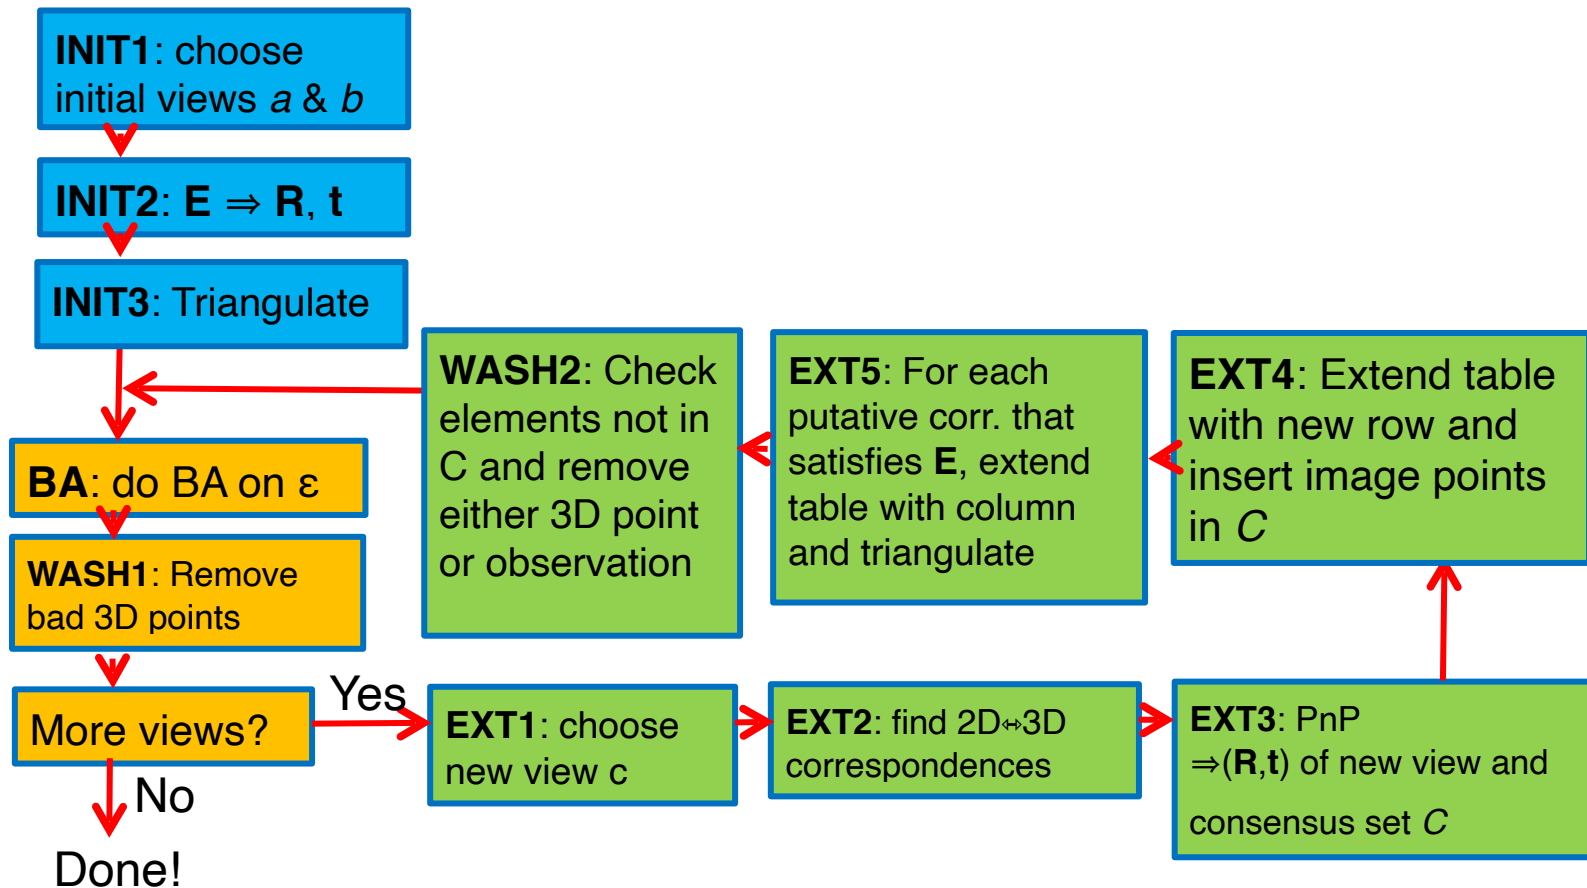 INIT1: choose
initial views a & b
INIT2: E ⇒ R, t
INIT3: Triangulate
BA: do BA on ε
WASH1: Remove
bad 3D points
More views?
Yes
No
Done!
EXT1: choose
new view c
EXT2: find 2D⇔3D
correspondences
EXT3: PnP
⇒(R,t) of new view and
consensus set C
EXT4: Extend table
with new row and
insert image points
in C
EXT5: For each
putative corr. that
satisfies E, extend
table with column
and triangulate
WASH2: Check
elements not in
C and remove
either 3D point
or observation